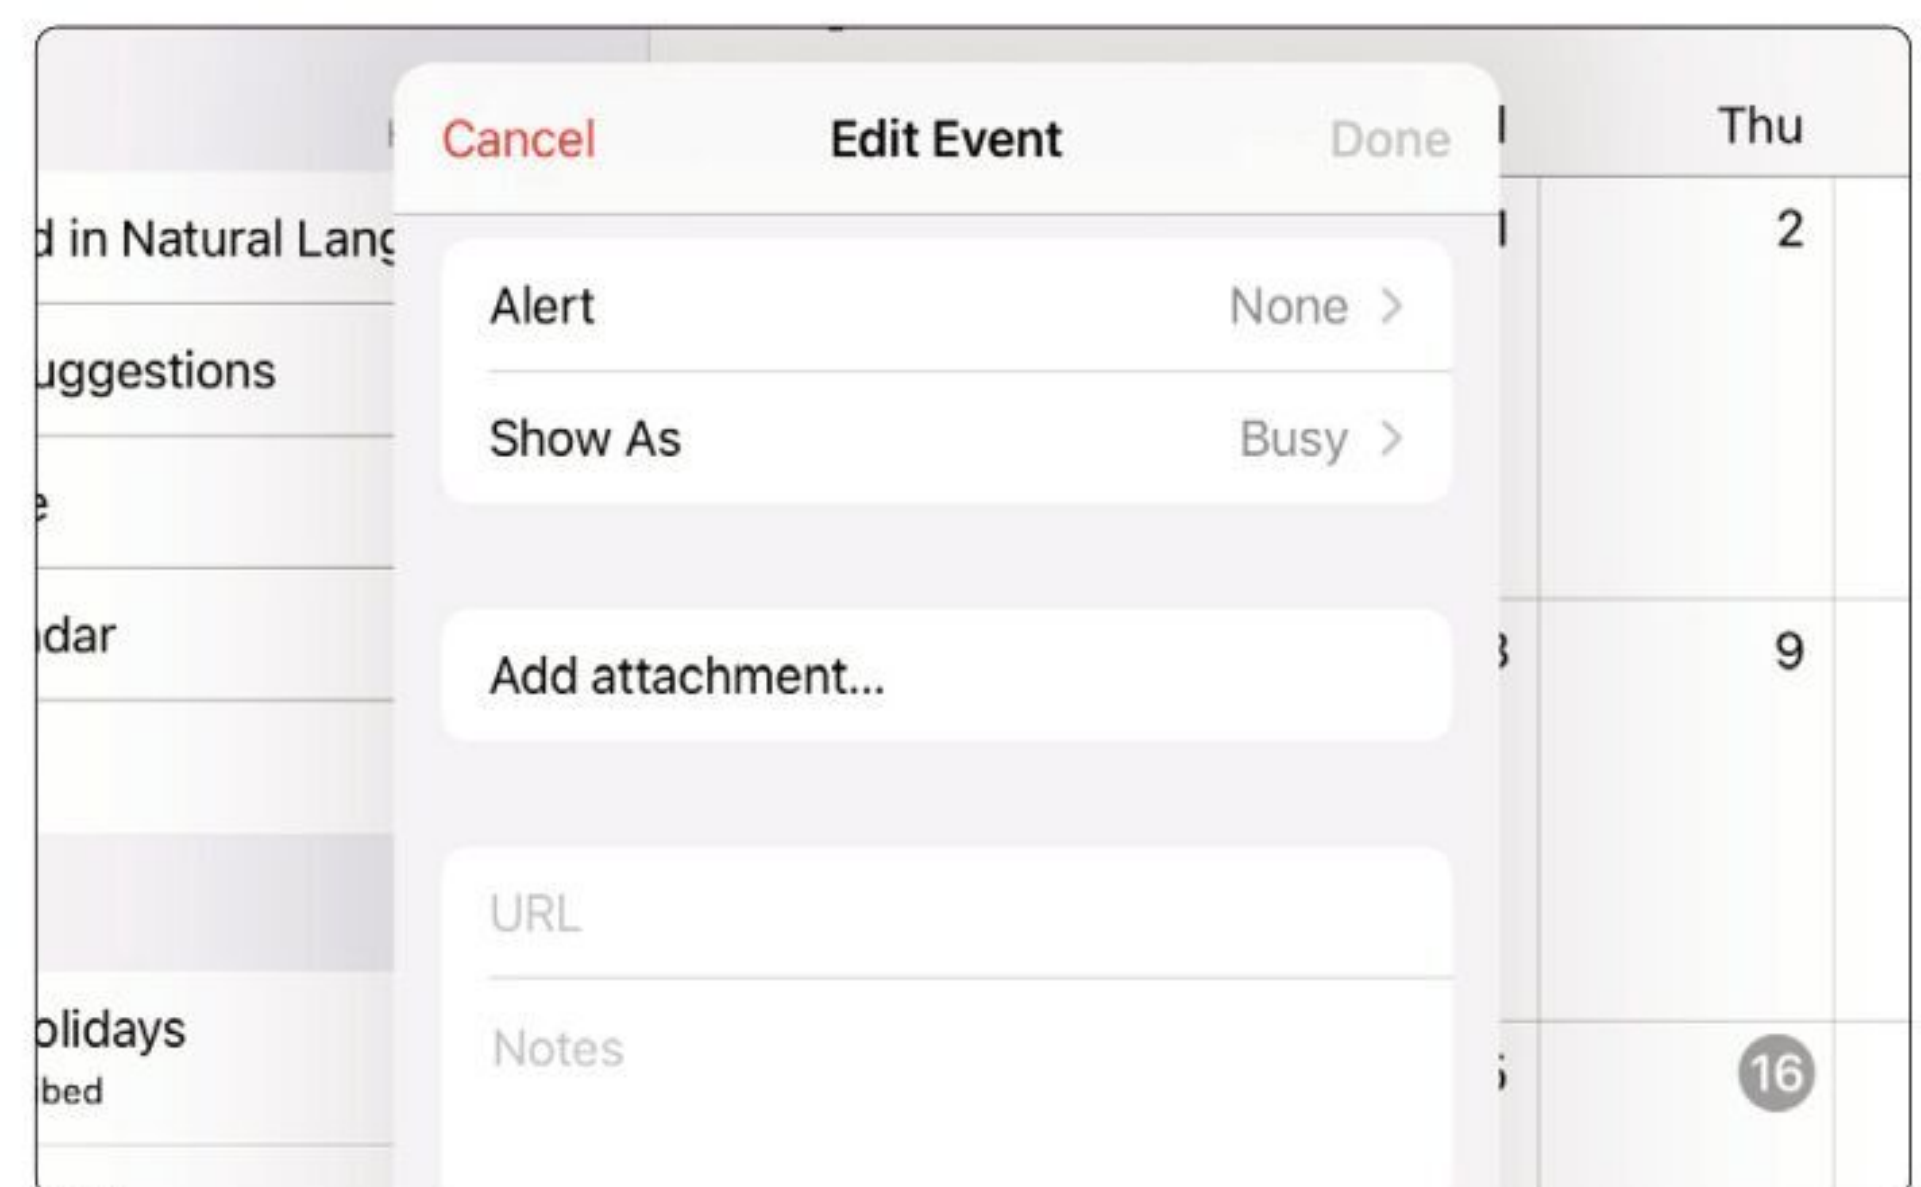 Cancel
Edit Event
Done
Thu
d in Natural Lang
2
Alert
None
Show As
Busy
uggestions
e
dar
Add attachment...
9
URL
Notes
olidays
bed
16